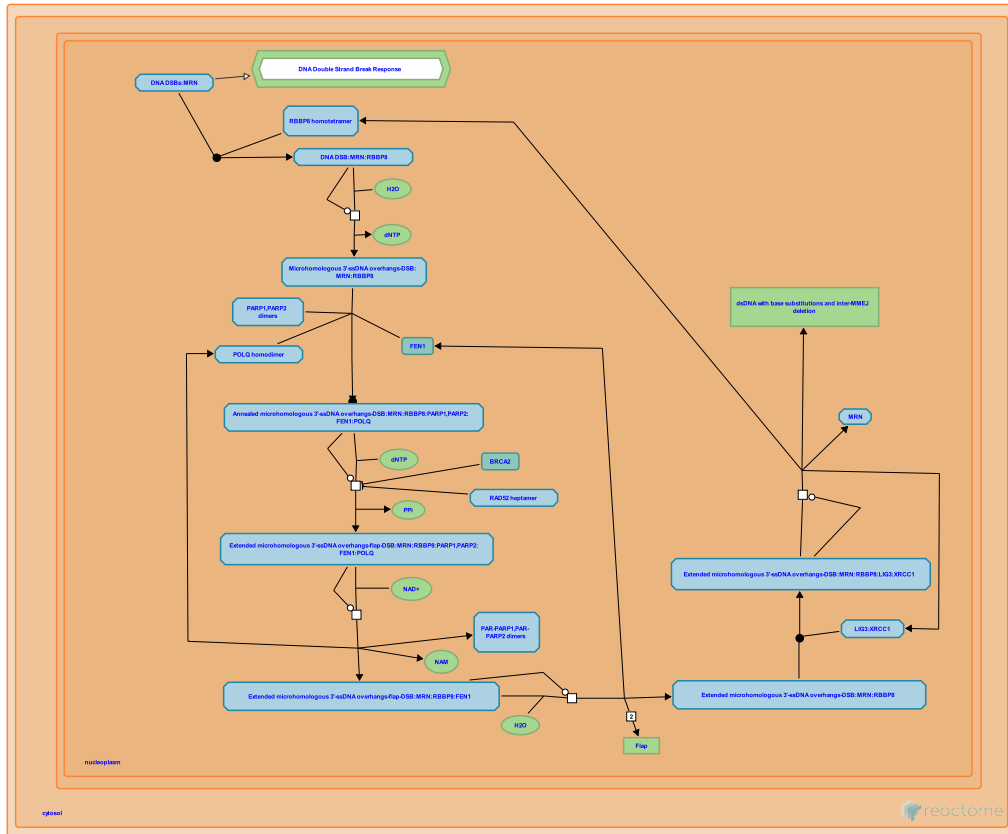 DNA DSBs:MRN
DNA Double Strand Break Response
RBBP8 homotetramer
DNA DSB:MRN:RBBP8
H2O
dNTP
Microhomologous 3'-ssDNA overhangs-DSB:
MRN:RBBP8
PARP1,PARP2
dimers
POLQ homodimer
FEN1
dsDNA with base substitutions and inter-MMEJ
deletion
Annealed microhomologous 3'-ssDNA overhangs-DSB:MRN:RBBP8:PARP1,PARP2:
FEN1:POLQ
MRN
dNTP
BRCA2
RAD52 heptamer
PPi
Extended microhomologous 3'-ssDNA overhangs-flap-DSB:MRN:RBBP8:PARP1,PARP2:
FEN1:POLQ
Extended microhomologous 3'-ssDNA overhangs-DSB:MRN:RBBP8:LIG3:XRCC1
NAD+
PAR-PARP1,PAR-
PARP2 dimers
LIG3:XRCC1
NAM
Extended microhomologous 3'-ssDNA overhangs-flap-DSB:MRN:RBBP8:FEN1
Extended microhomologous 3'-ssDNA overhangs-DSB:MRN:RBBP8
H2O
2
Flap
nucleoplasm
cytosol
reactome